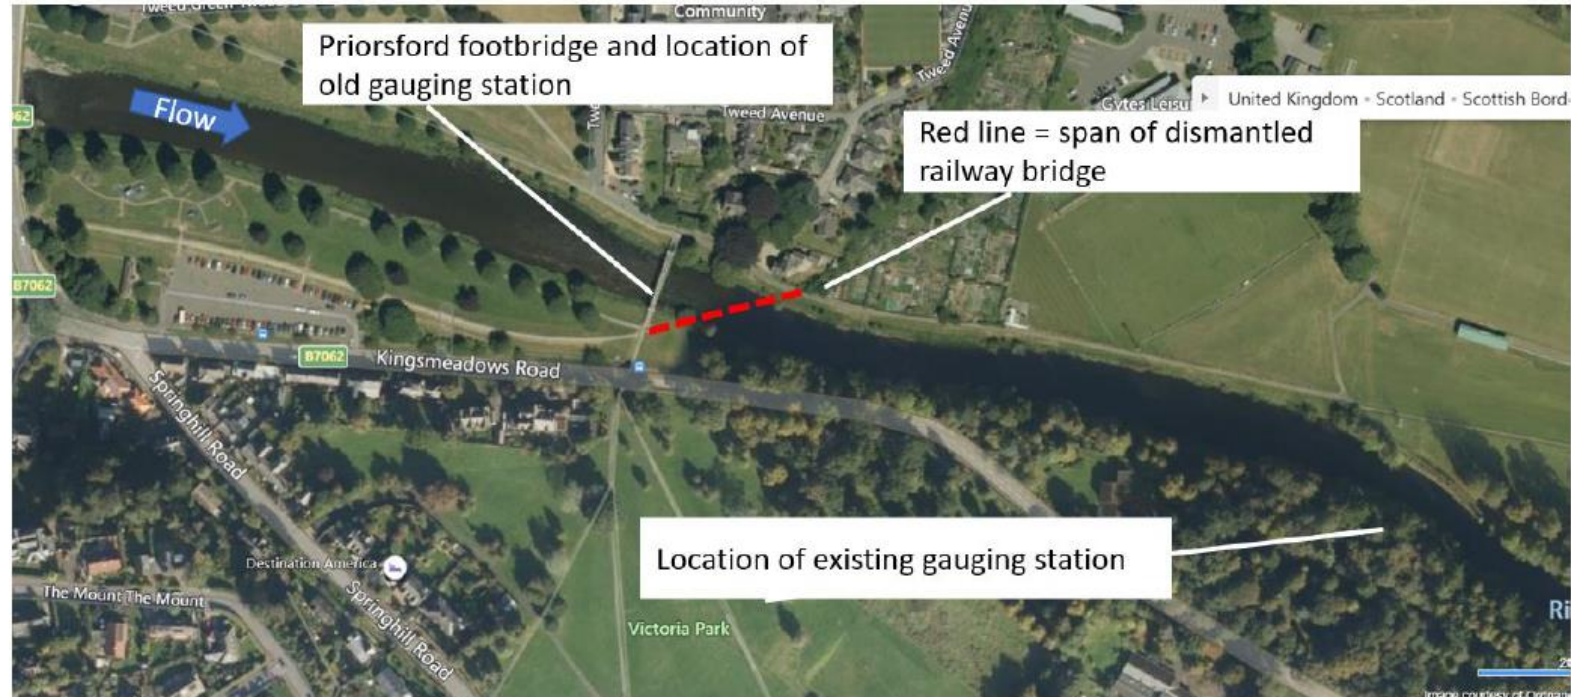 Community
Priorsford footbridge and location of
old gauging station
Tweed Avenue
Flow
Tweed Avenue
United Kingdom • Scotland • Scottish Bord
Red line = span of dismantled
railway bridge
B7062
B7062
Kingsmeadows Road
Springhill Road
Location of existing gauging station
Destination America
The Mount The Mount
Springhill Road
Victoria Park